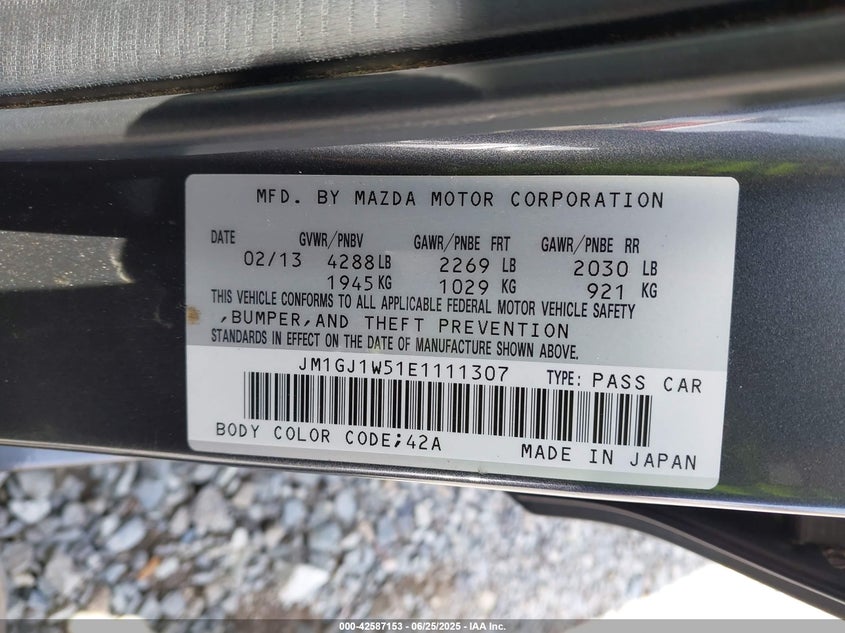 MFD. BY MAZDA MOTOR CORPORATION
DATE GVWR/PNBV GAWR/PNBE FRT GAWR/PNBE RR
02/13 4288 LB 2269 LB 2030 LB
1945 KG 1029 KG 921 KG
THIS VEHICLE CONFORMS TO ALL APPLICABLE FEDERAL MOTOR VEHICLE SAFETY
,BUMPER,AND THEFT PREVENTION
STANDARDS IN EFFECT ON THE DATE OF MANUFACTURE SHOWN ABOVE.
JM1GJ1W51E1111307 TYPE: PASS CAR
BODY COLOR CODE;42A MADE IN JAPAN
000-42587153 - 06/25/2025 - IAA Inc.